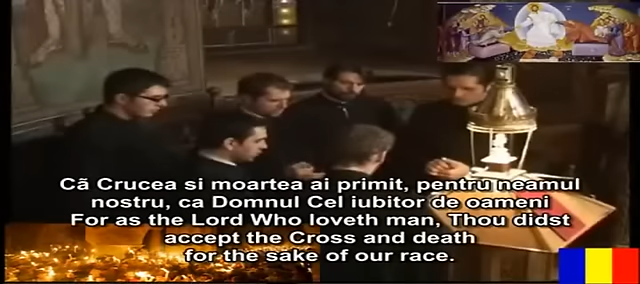 Cã Crucea si moartea ai primit, pentru neamul
nostru, ca Domnul Cel iubitor de oameni
For as the Lord Who loveth man, Thou didst
accept the Cross and death
for the sake of our race.